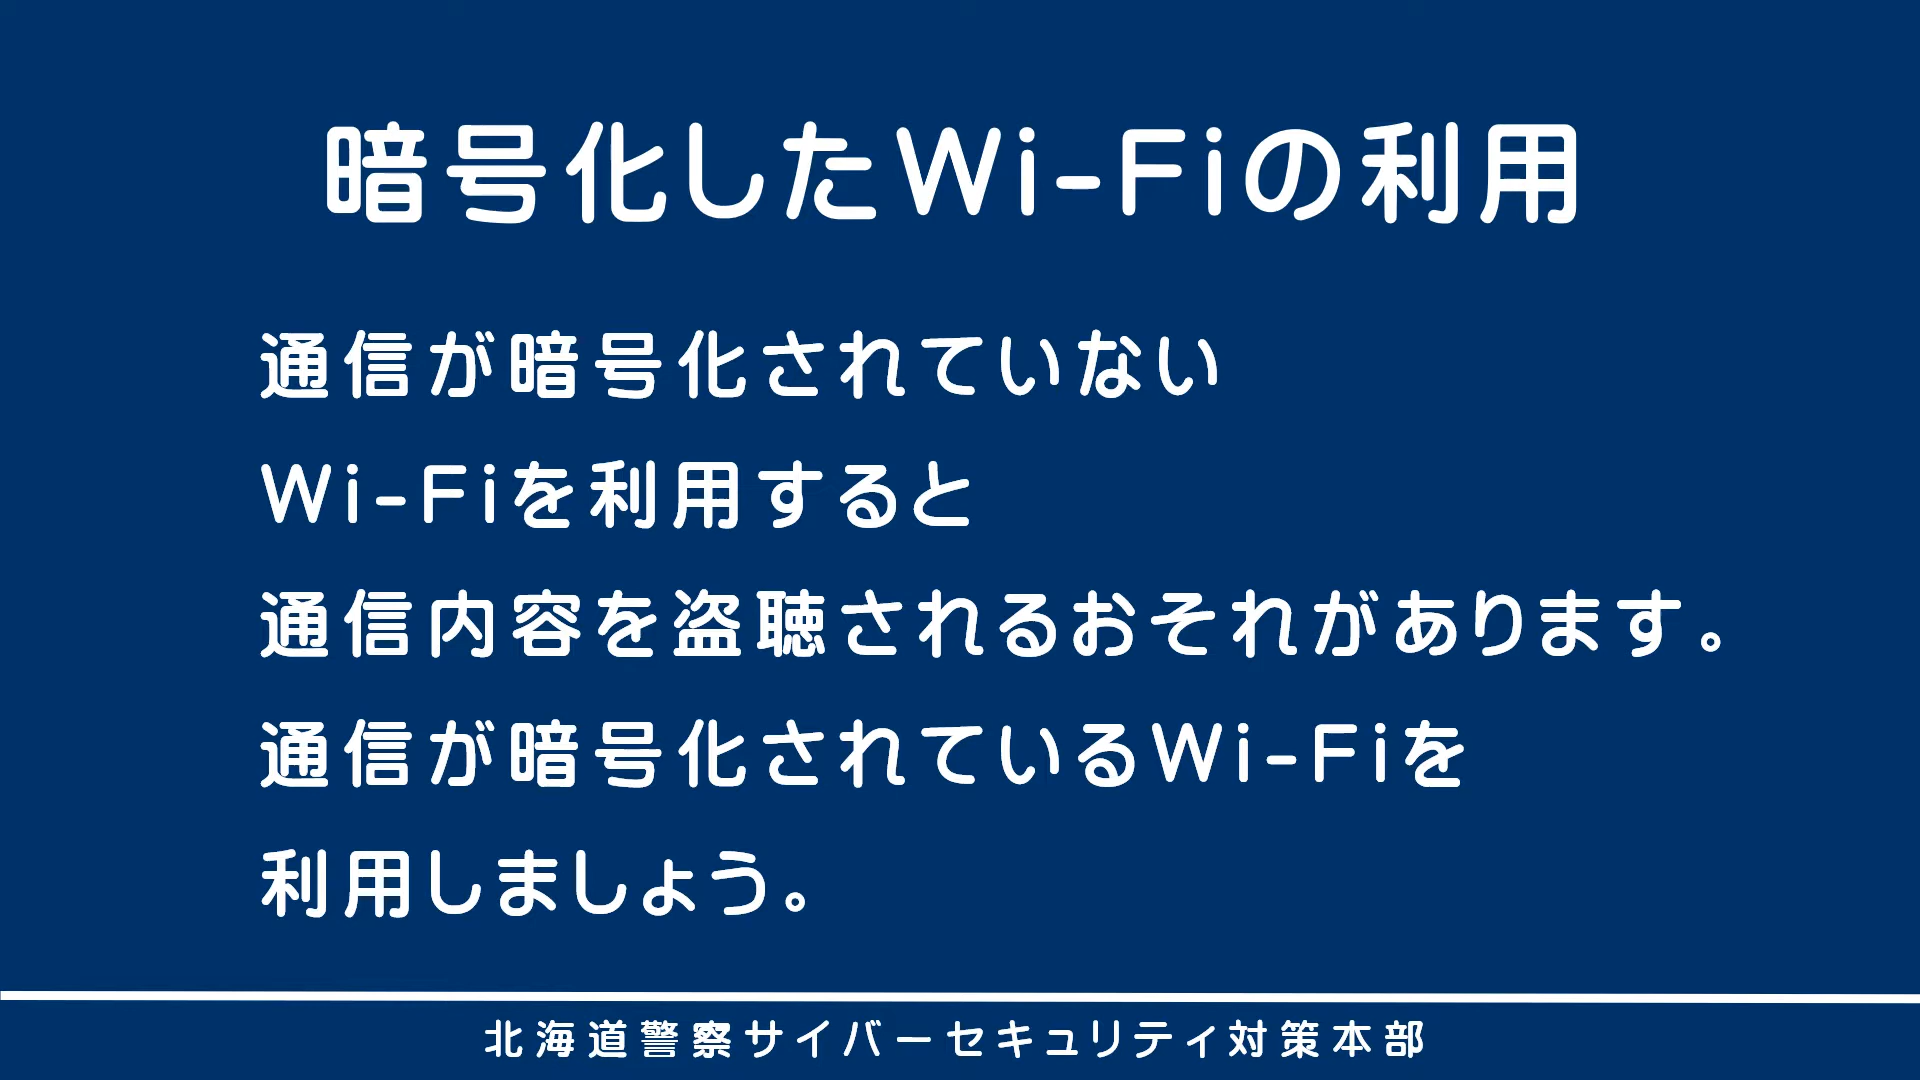 暗号化したWi-Fiの利用
通信が暗号化されていない
Wi-Fiを利用すると
通信内容を盗聴されるおそれがあります。
通信が暗号化されているWi-Fiを
利用しましょう。
北海道警察サイバーセキュリティ対策本部